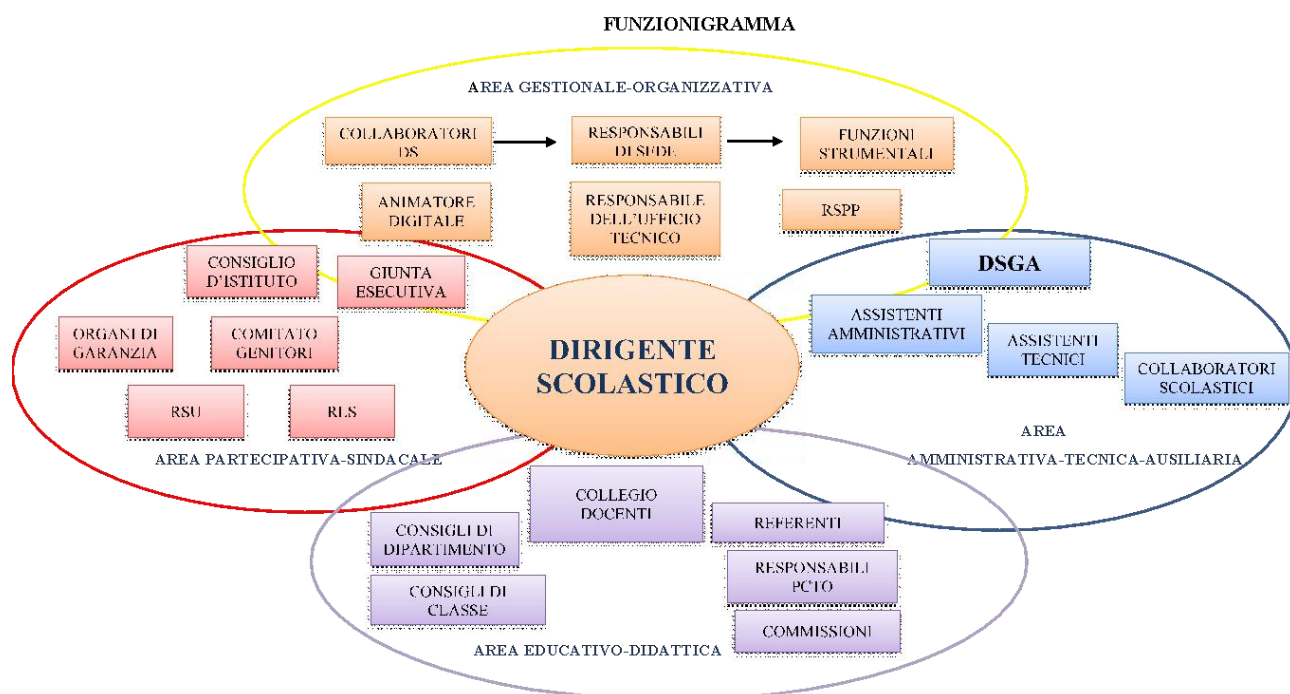 FUNZIONIGRAMMA
AREA GESTIONALE-ORGANIZZATIVA
COLLABORATORI
DS
RESPONSABILI
DI SEDE
FUNZIONI
STRUMENTALI
ANIMATORE
DIGITALE
RESPONSABILE
DELL'UFFICIO
TECNICO
RSPP
CONSIGLIO
D'ISTITUTO
GIUNTA
ESECUTIVA
ORGANI DI
GARANZIA
COMITATO
GENITORI
RSU
RLS
AREA PARTECIPATIVA-SINDACALE
DIRIGENTE
SCOLASTICO
DSGA
ASSISTENTI
AMMINISTRATIVI
ASSISTENTI
TECNICI
COLLABORATORI
SCOLASTICI
AREA
AMMINISTRATIVA-TECNICA-AUSILIARIA
COLLEGIO
DOCENTI
CONSIGLI DI
DIPARTIMENTO
CONSIGLI DI
CLASSE
REFERENTI
RESPONSABILI
PCTO
COMMISSIONI
AREA EDUCATIVO-DIDATTICA